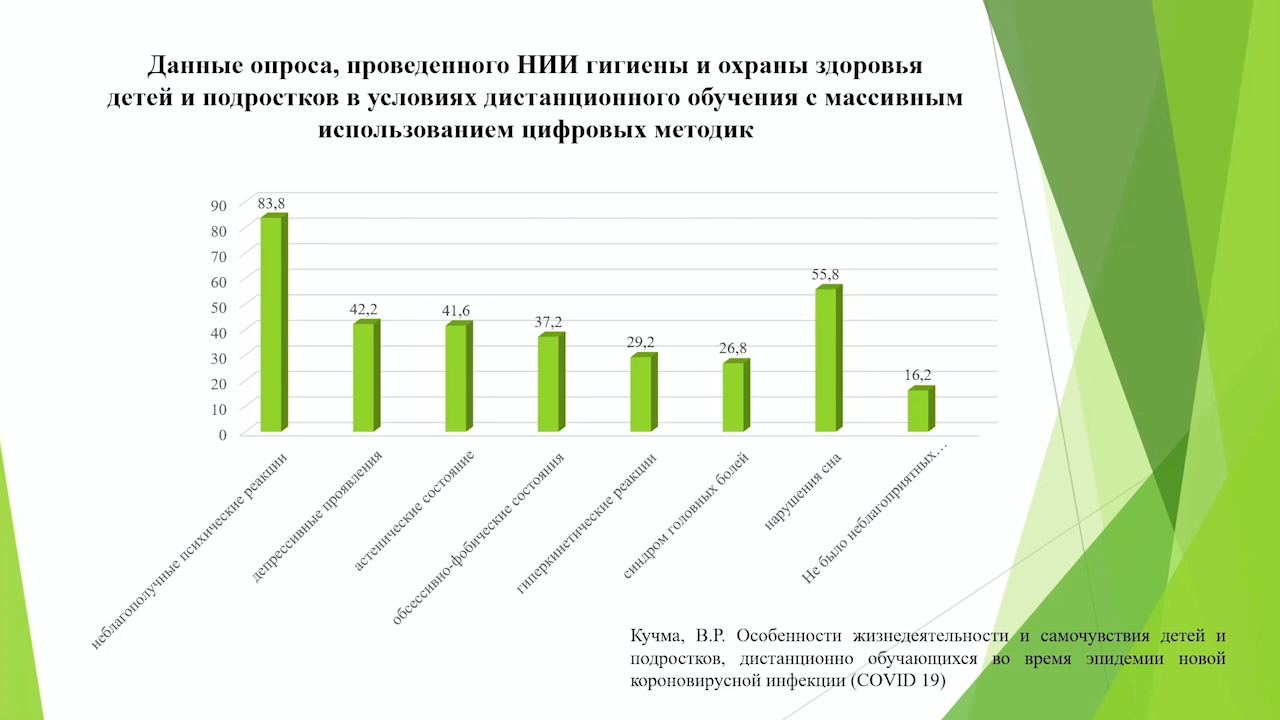 Данные опроса, проведенного НИИ гигиены и охраны здоровья
детей и подростков в условиях дистанционного обучения с массивным
использованием цифровых методик
90
80
70
60
50
40
30
20
10
0
83,8
42,2
41,6
37,2
29,2
26,8
55,8
16,2
неблагополучные психические реакции
депрессивные проявления
астенические состояние
обсессивно-фобические состояния
гиперкинетические реакции
синдром головных болей
нарушения сна
Не было неблагоприятных…
Кучма, В.Р. Особенности жизнедеятельности и самочувствия детей и
подростков, дистанционно обучающихся во время эпидемии новой
короновирусной инфекции (COVID 19)